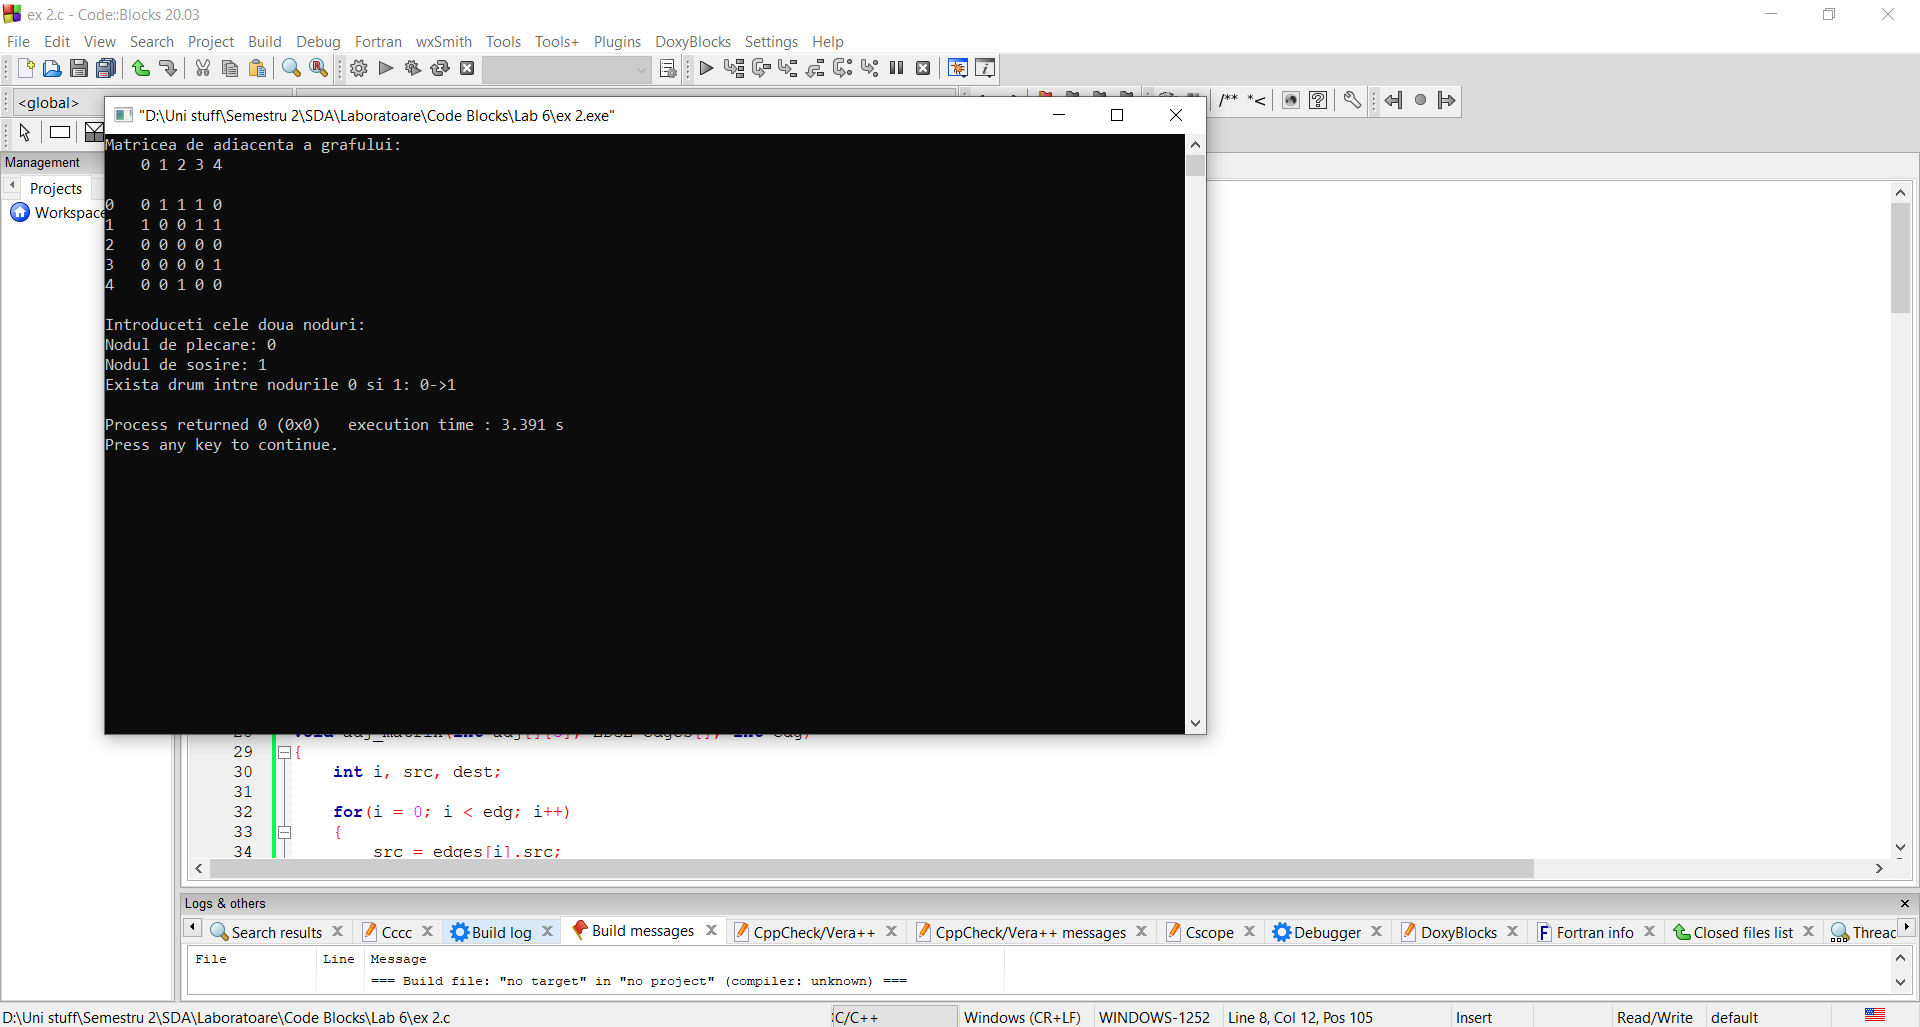 ex 2.c - Code::Blocks 20.03
File Edit View Search Project Build Debug Fortran wxSmith Tools Tools+ Plugins DoxyBlocks Settings Help
<global>
/** *<
"D:\Uni stuff\Semestru 2\SDA\Laboratoare\Code Blocks\Lab 6\ex 2.exe"
Management
Projects
Workspace
Matricea de adiacenta a grafului:
0 1 2 3 4
0 0 1 1 1 0
1 1 0 0 1 1
2 0 0 0 0 0
3 0 0 0 0 1
4 0 0 1 0 0
Introduceti cele doua noduri:
Nodul de plecare: 0
Nodul de sosire: 1
Exista drum intre nodurile 0 si 1: 0->1
Process returned 0 (0x0) execution time : 3.391 s
Press any key to continue.
29 {
30 int i, src, dest;
31
32 for(i = 0; i < edg; i++)
33 {
34 src = edges[i].src;
Logs & others
Search results Cccc Build log Build messages CppCheck/Vera++ CppCheck/Vera++ messages Cscope Debugger DoxyBlocks Fortran info Closed files list Threac
File Line Message
=== Build file: "no target" in "no project" (compiler: unknown) ===
D:\Uni stuff\Semestru 2\SDA\Laboratoare\Code Blocks\Lab 6\ex 2.c C/C++ Windows (CR+LF) WINDOWS-1252 Line 8, Col 12, Pos 105 Insert Read/Write default